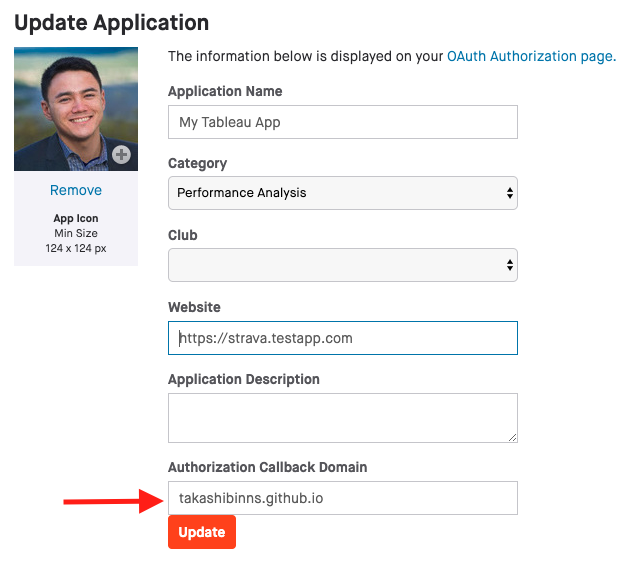 Update Application
The information below is displayed on your OAuth Authorization page.
Remove
App Icon
Min Size
124 x 124 px
Application Name
My Tableau App
Category
Performance Analysis
Club
Website
https://strava.testapp.com
Application Description
Authorization Callback Domain
takashibinns.github.io
Update